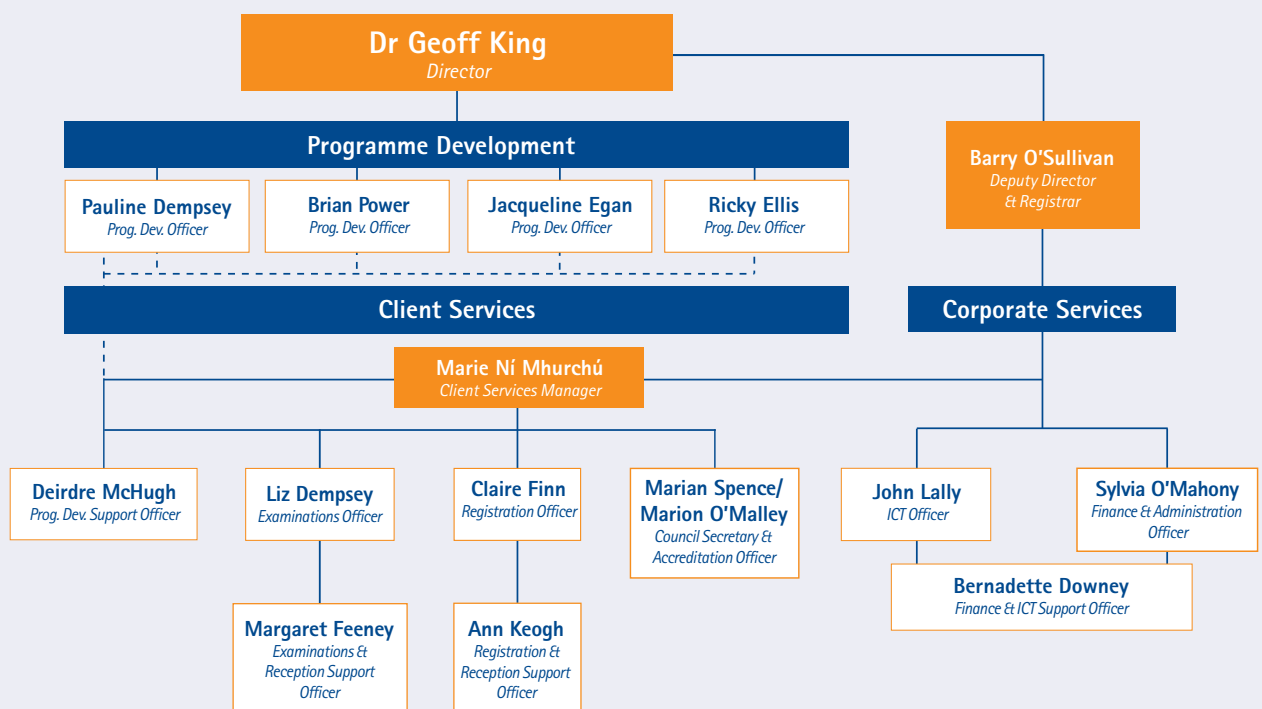 Dr Geoff King
Director
Programme Development
Barry O'Sullivan
Deputy Director
& Registrar
Pauline Dempsey
Prog. Dev. Officer
Brian Power
Prog. Dev. Officer
Jacqueline Egan
Prog. Dev. Officer
Ricky Ellis
Prog. Dev. Officer
Client Services
Corporate Services
Marie Ní Mhurchú
Client Services Manager
Deirdre McHugh
Prog. Dev. Support Officer
Liz Dempsey
Examinations Officer
Claire Finn
Registration Officer
Marian Spence/
Marion O'Malley
Council Secretary &
Accreditation Officer
John Lally
ICT Officer
Sylvia O'Mahony
Finance & Administration
Officer
Bernadette Downey
Finance & ICT Support Officer
Margaret Feeney
Examinations &
Reception Support
Officer
Ann Keogh
Registration &
Reception Support
Officer